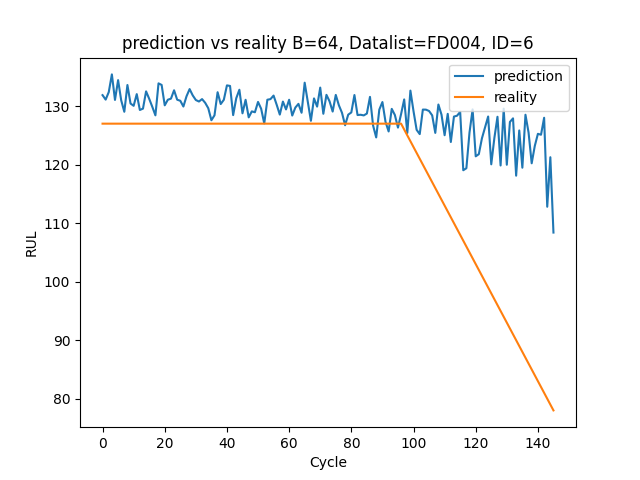 prediction vs reality B=64, Datalist=FD004, ID=6
prediction
reality
RUL
130
120
110
100
90
80
0 20 40 60 80 100 120 140
Cycle